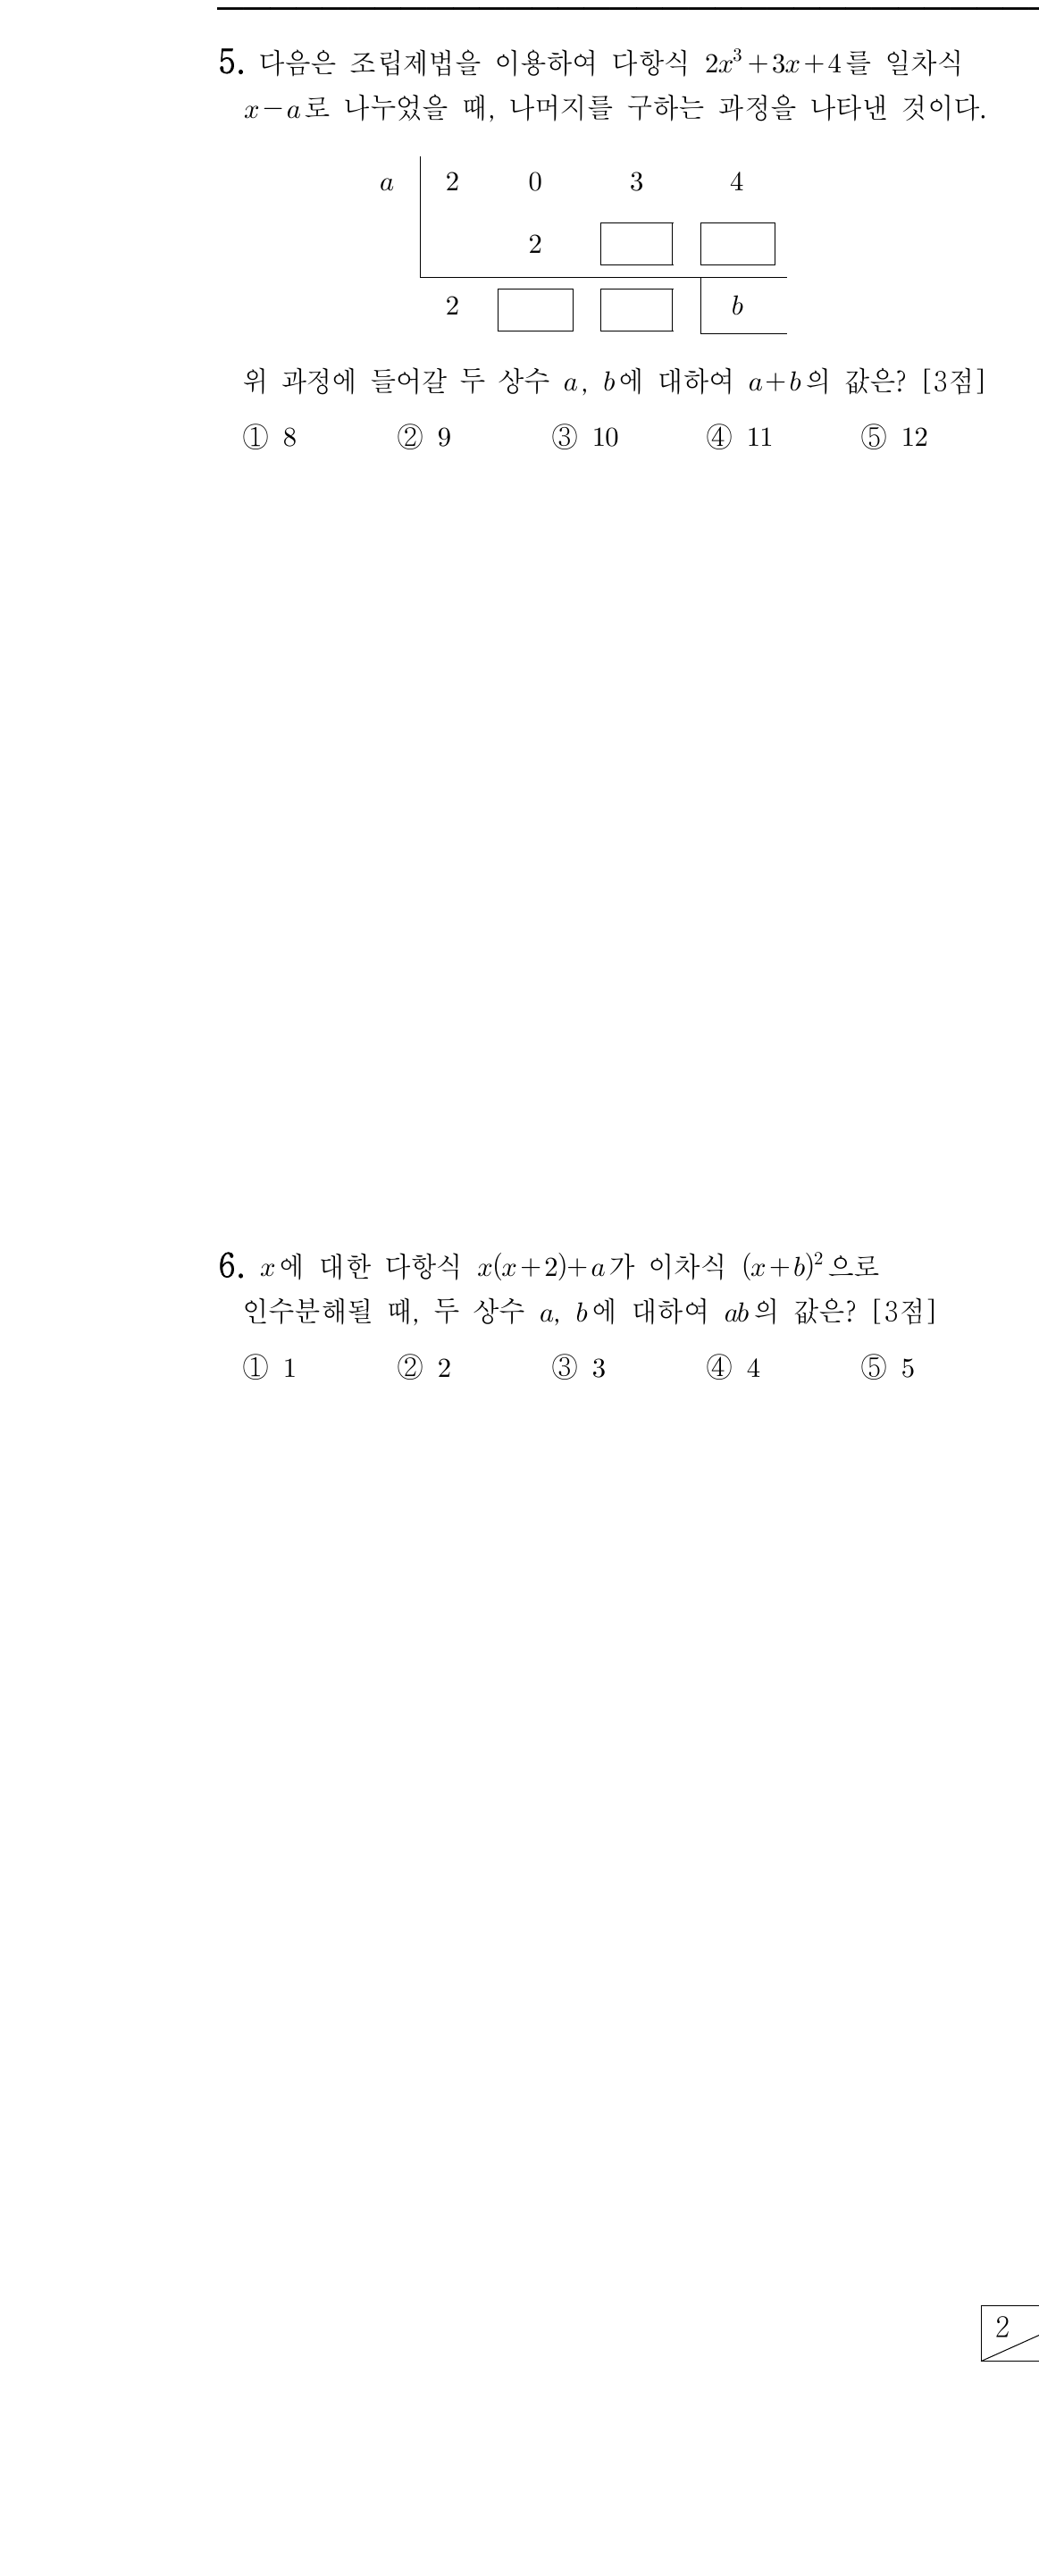 5. 다음은 조립제법을 이용하여 다항식 2x³+3x+4를 일차식
x-a로 나누었을 때, 나머지를 구하는 과정을 나타낸 것이다.
a 2 0 3 4
2
2 b
위 과정에 들어갈 두 상수 a, b에 대하여 a+b의 값은? [3점]
① 8 ② 9 ③ 10 ④ 11 ⑤ 12
6. x에 대한 다항식 x(x+2)+a가 이차식 (x+b)²으로
인수분해될 때, 두 상수 a, b에 대하여 ab의 값은? [3점]
① 1 ② 2 ③ 3 ④ 4 ⑤ 5
2